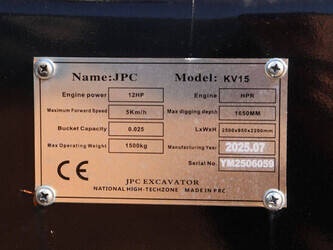 Name:JPC Model: KV15
Engine power 12HP Engine HPR
Maximum Forward Speed 5Km/h Max digging depth 1650MM
Bucket Capacity 0.025 LxWxH 2500x950x2200mm
Max Operating Weight 1500kg Manufacturing Year 2025.07
Serial No. YM2506059
CE
JPC EXCAVATOR
NATIONAL HIGH-TECHZONE MADE IN PRC